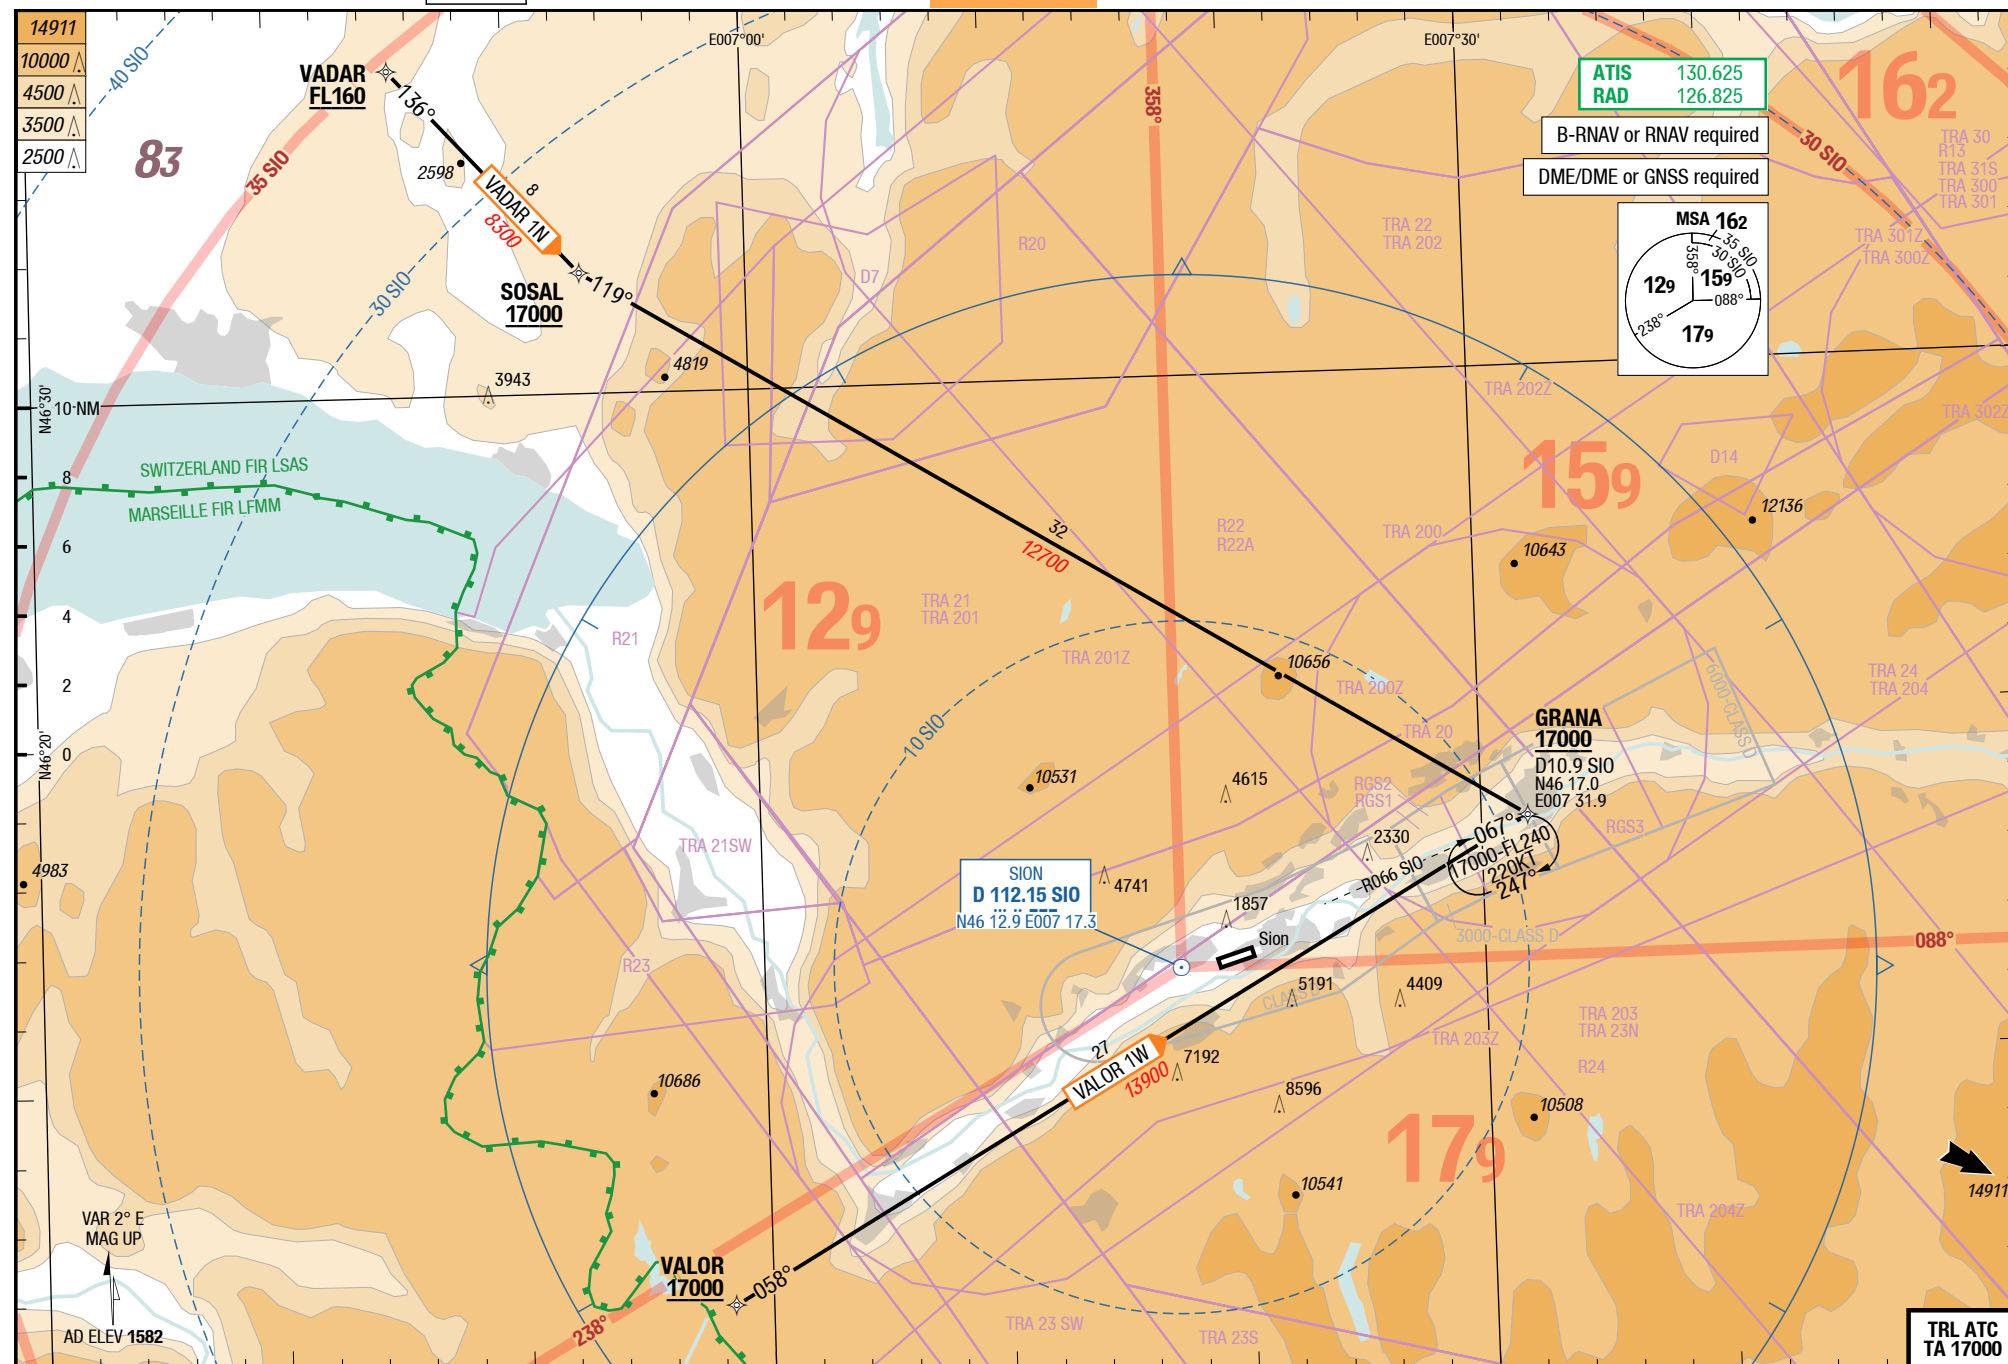 14911
10000
4500
3500
2500
83
40 SIO
35 SIO
30 SIO
VADAR
FL160
136°
2598
8
VADAR 1N
8300
SOSAL
17000
119°
E007°00'
E007°30'
358°
ATIS 130.625
RAD 126.825
B-RNAV or RNAV required
DME/DME or GNSS required
MSA 162
35 SIO
30 SIO
358°
129
159
088°
238°
179
162
30 SIO
TRA 30
R13
TRA 31S
TRA 300
TRA 301
TRA 301Z
TRA 300Z
TRA 22
TRA 202
R20
D7
4819
3943
N46°30'
10 NM
8
6
4
2
0
N46°20'
SWITZERLAND FIR LSAS
MARSEILLE FIR LFMM
TRA 202Z
TRA 302Z
159
D14
12136
10643
32
12700
R22
R22A
TRA 200
129
TRA 21
TRA 201
R21
TRA 201Z
10656
TRA 200Z
TRA 24
TRA 204
6000-CLASS D
10 SIO
TRA 20
GRANA
17000
D10.9 SIO
N46 17.0
E007 31.9
10531
4615
RGS2
RGS1
RGS3
2330
067°
17000-FL240
220KT
247°
R066 SIO
TRA 21SW
4983
SION
D 112.15 SIO
N46 12.9 E007 17.3
4741
1857
Sion
3000-CLASS D
088°
R23
5191
4409
CLASS D
TRA 203
TRA 23N
TRA 203Z
R24
27
VALOR 1W
13900
7192
10686
8596
10508
179
10541
14911
TRA 204Z
VAR 2° E
MAG UP
AD ELEV 1582
VALOR
17000
058°
238°
TRA 23 SW
TRA 23S
TRL ATC
TA 17000